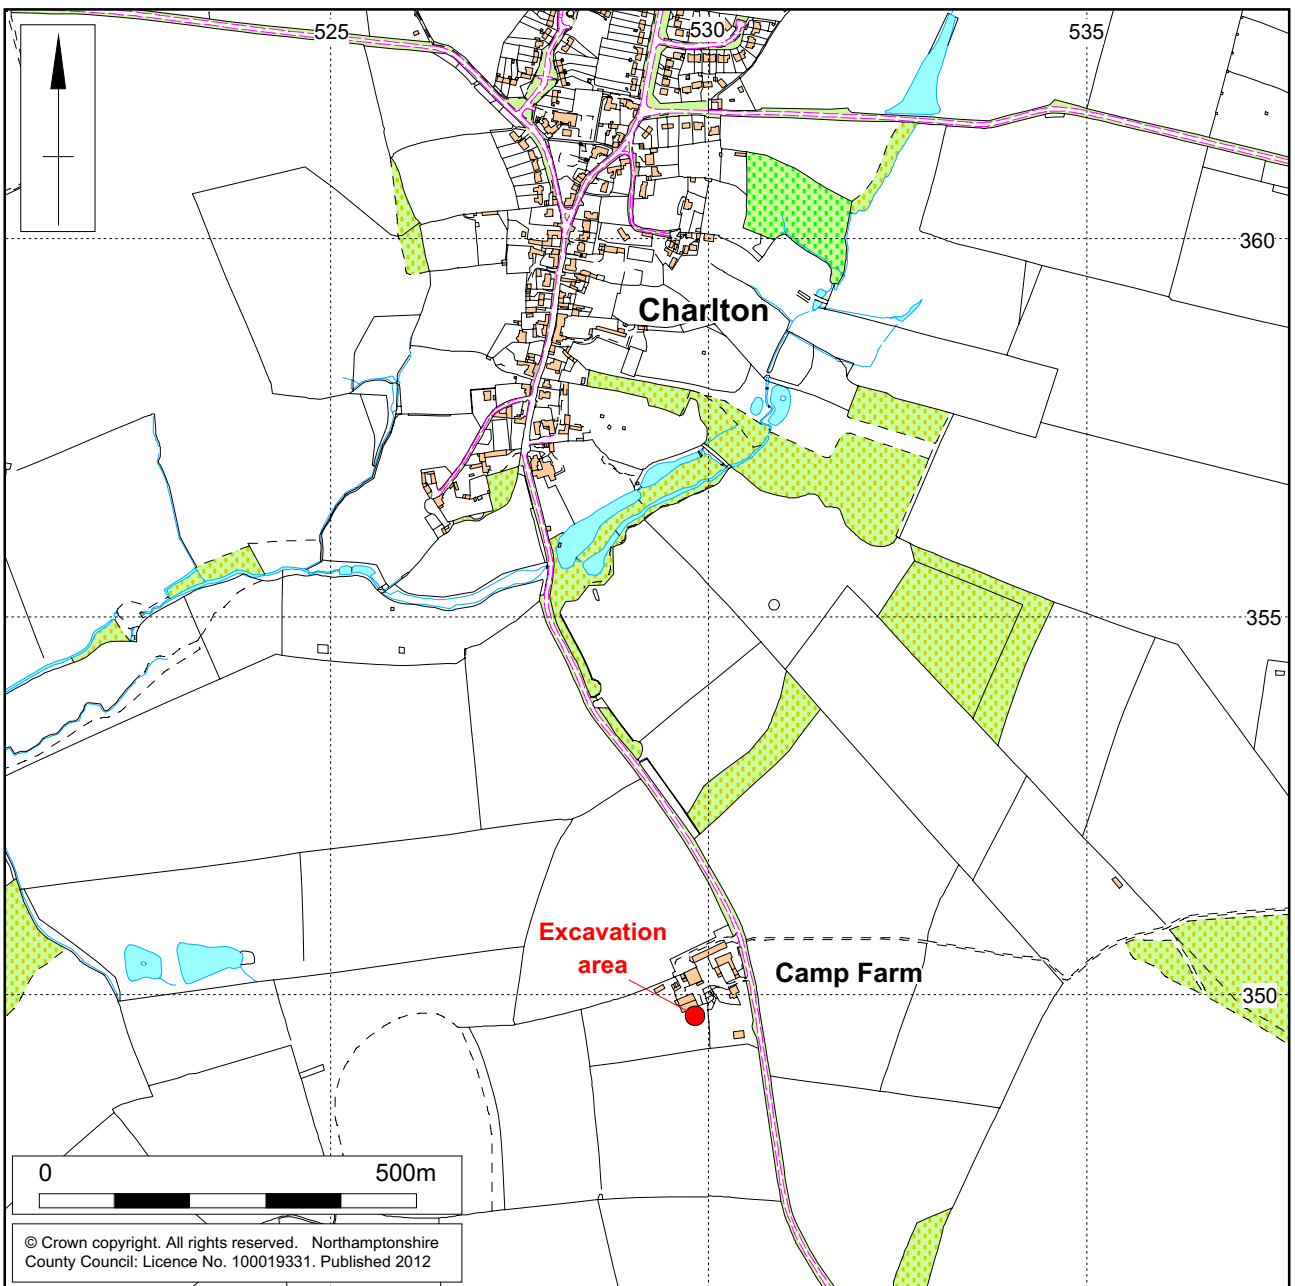 525
530
535
360
Charlton
355
Excavation
area
Camp Farm
350
0 500m
© Crown copyright. All rights reserved. Northamptonshire
County Council: Licence No. 100019331. Published 2012